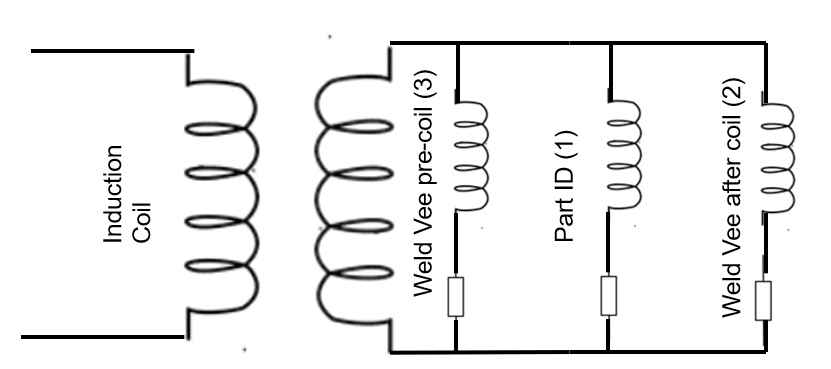 Induction
Coil
Weld Vee pre-coil (3)
Part ID (1)
Weld Vee after coil (2)